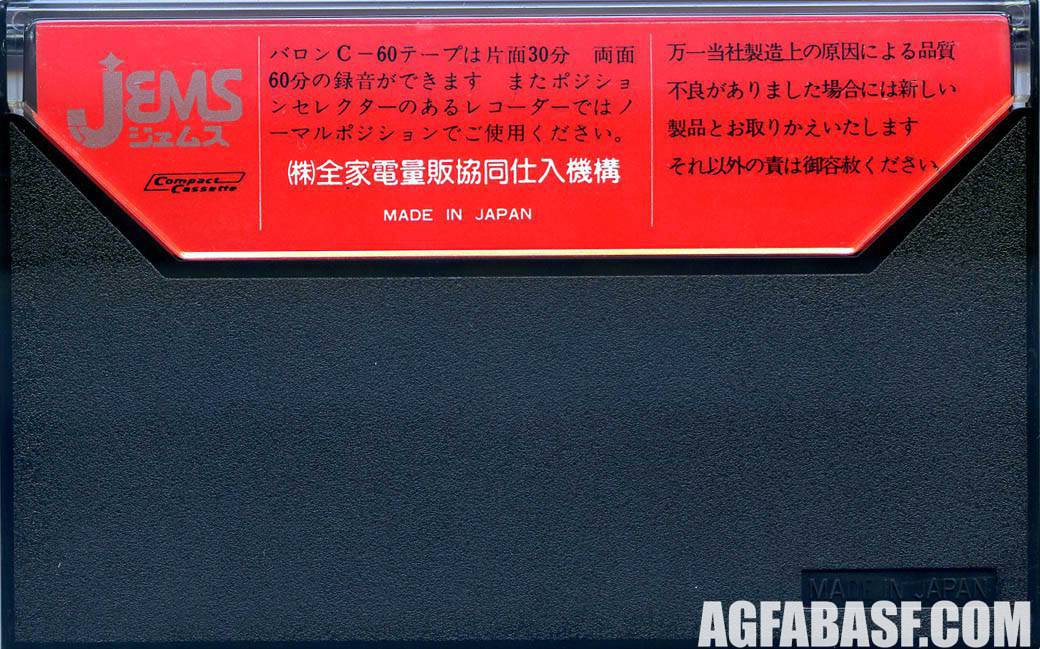 JEMS
ジェムス
Compact
Cassette
バロンC－60テープは片面30分　両面
60分の録音ができます　またポジショ
ンセレクターのあるレコーダーではノ
ーマルポジションでご使用ください。
㈱全家電量販協同仕入機構
MADE IN JAPAN
万一当社製造上の原因による品質
不良がありました場合には新しい
製品とお取りかえいたします
それ以外の責は御容赦ください
MADE IN JAPAN
AGFABASF.COM